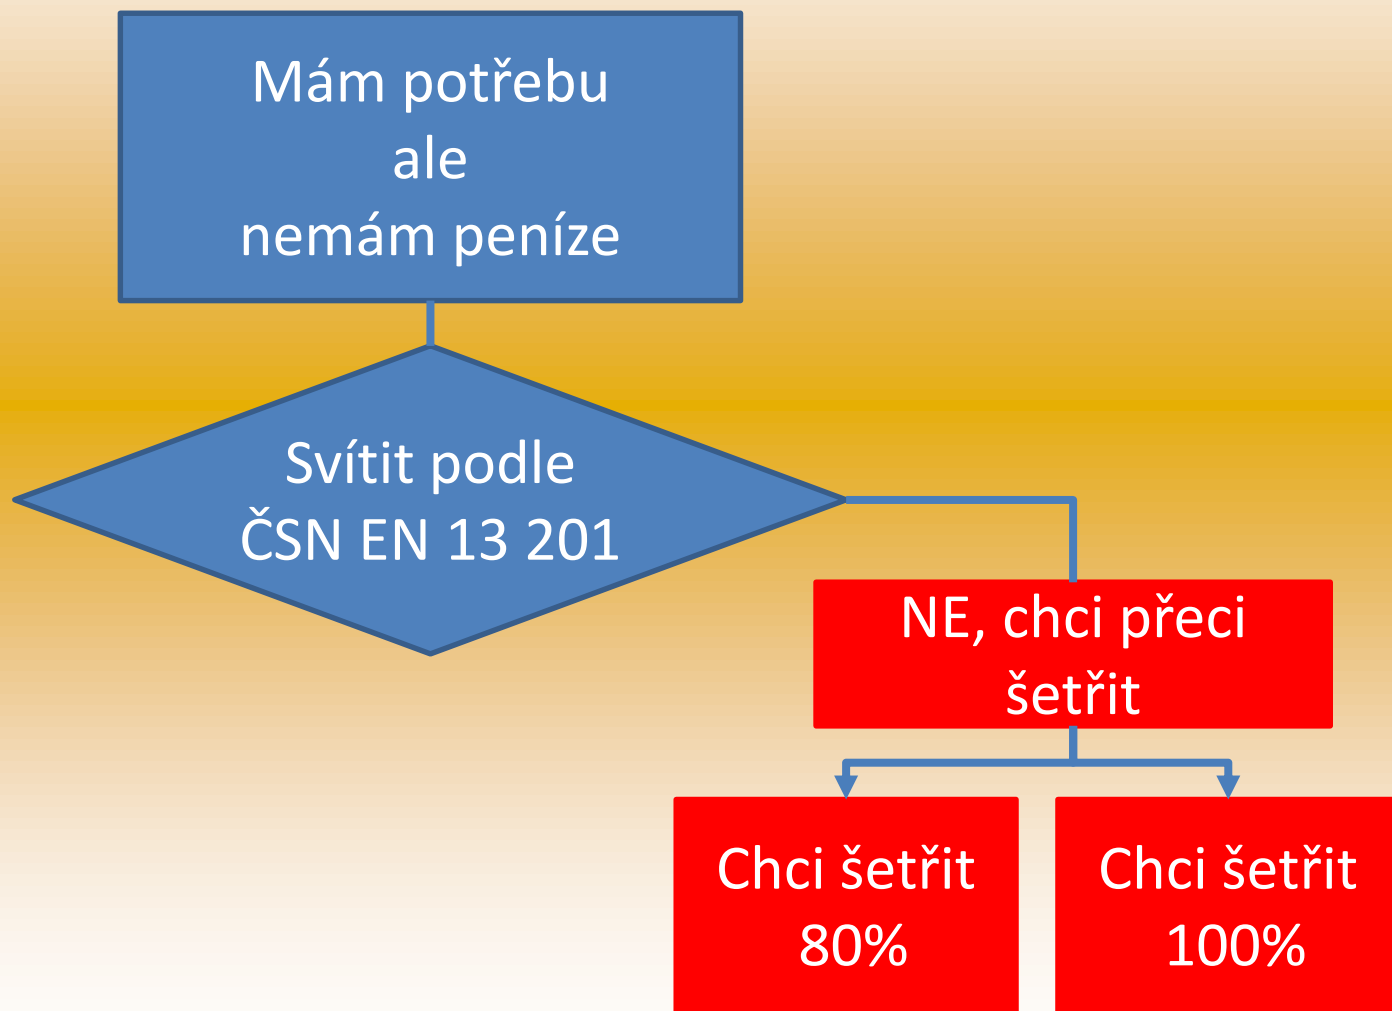 Mám potřebu
ale
nemám peníze
Svítit podle
ČSN EN 13 201
NE, chci přeci
šetřit
Chci šetřit
80%
Chci šetřit
100%